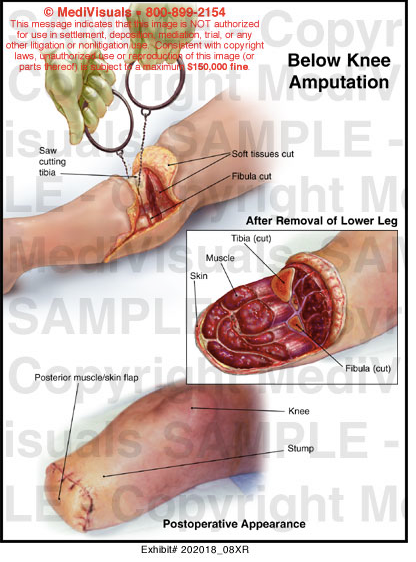 © MediVisuals • 800-899-2154
This message indicates that this image is NOT authorized
for use in settlement, deposition, mediation, trial, or any
other litigation or nonlitigation use. Consistent with copyright
laws, unauthorized use or reproduction of this image (or
parts thereof) is subject to a maximum $150,000 fine.
Below Knee
Amputation
Saw
cutting
tibia
Soft tissues cut
Fibula cut
After Removal of Lower Leg
Tibia (cut)
Muscle
Skin
Fibula (cut)
Posterior muscle/skin flap
Knee
Stump
Postoperative Appearance
Exhibit# 202018_08XR
SAMPLE - Copyright MediVisuals